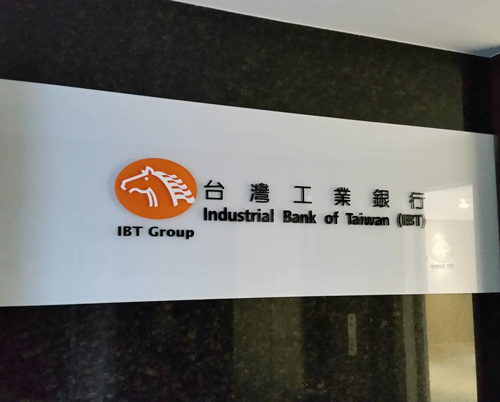 台灣工業銀行
Industrial Bank of Taiwan (IBT)
IBT Group